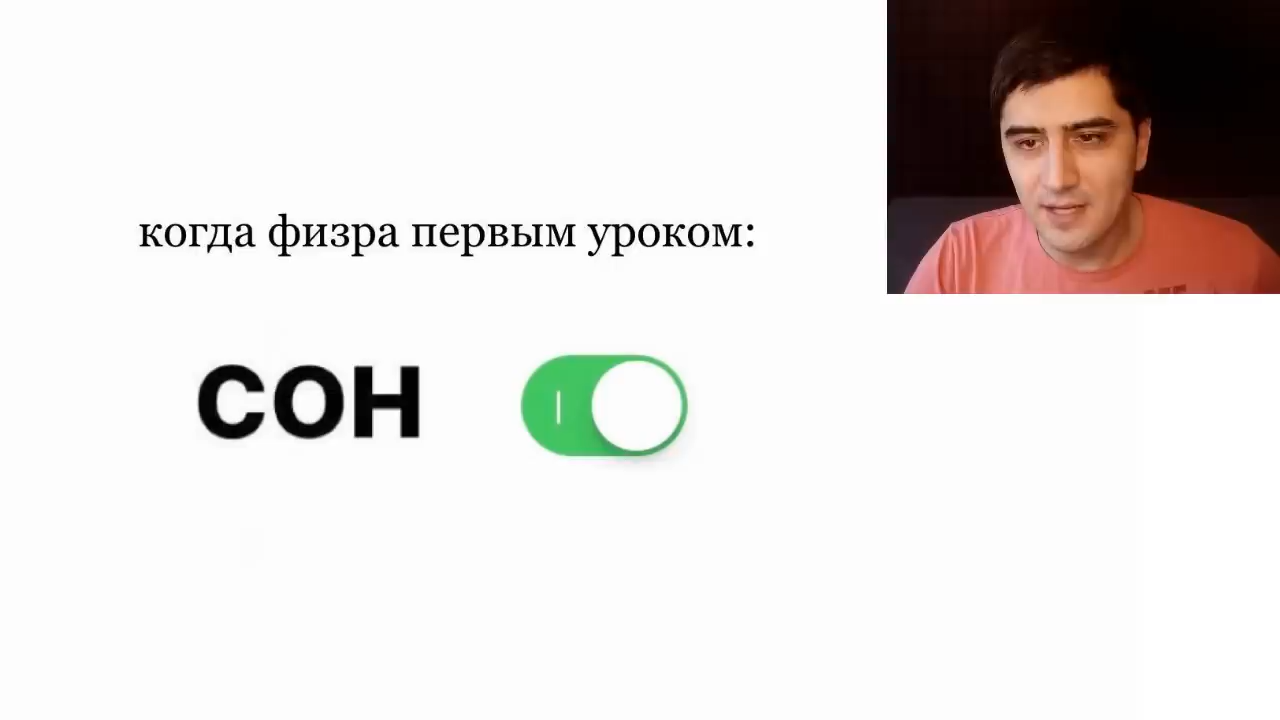 когда физра первым уроком:
сон